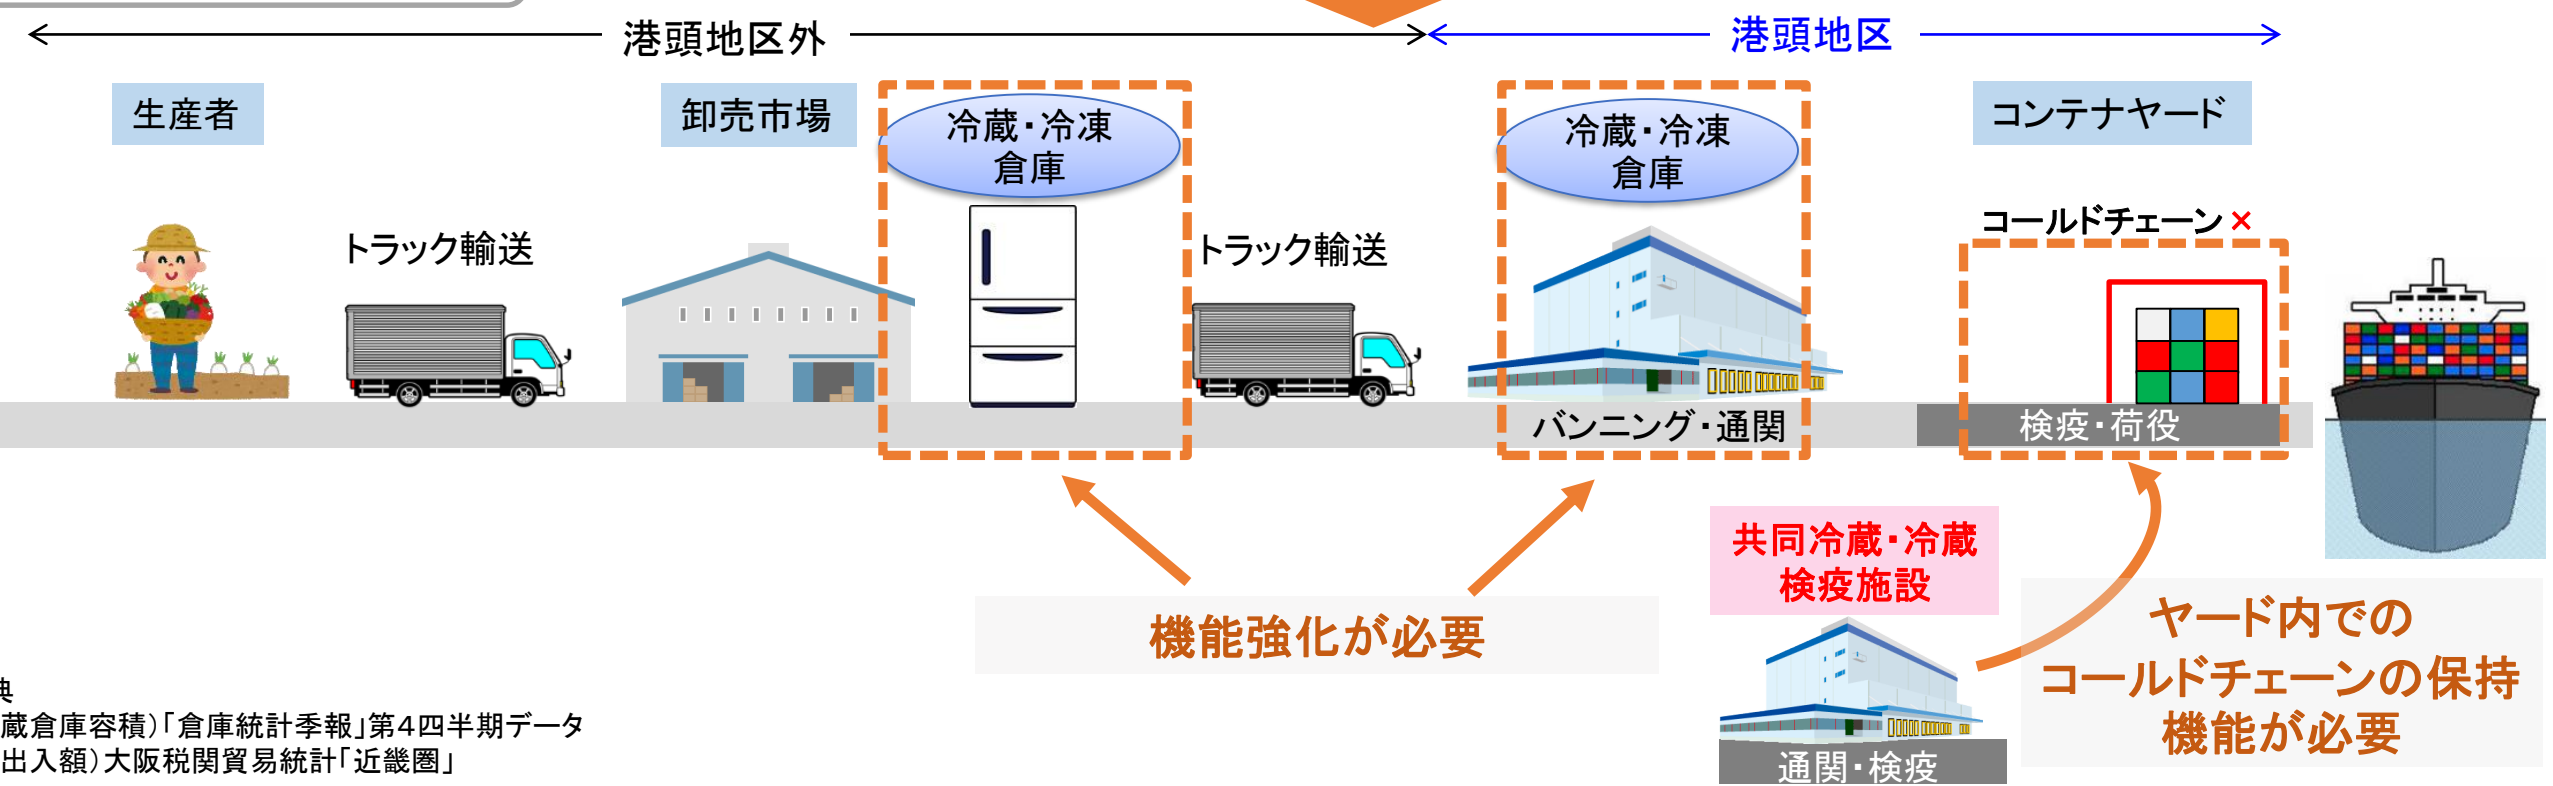 港頭地区外
港頭地区
生産者
卸売市場
冷蔵・冷凍
倉庫
冷蔵・冷凍
倉庫
コンテナヤード
コールドチェーン×
トラック輸送
トラック輸送
バンニング・通関
検疫・荷役
共同冷蔵・冷蔵
検疫施設
機能強化が必要
ヤード内での
コールドチェーンの保持
機能が必要
通関・検疫
典
蔵倉庫容積)「倉庫統計季報」第4四半期データ
出入額)大阪税関貿易統計「近畿圏」